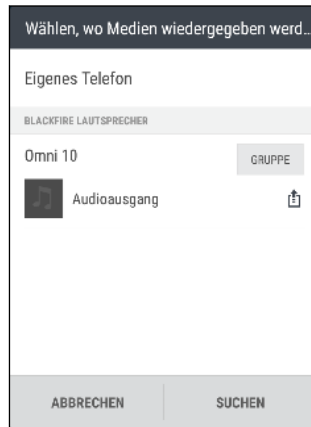 Wählen, wo Medien wiedergegeben werd...
Eigenes Telefon
BLACKFIRE LAUTSPRECHER
Omni 10
GRUPPE
Audioausgang
ABBRECHEN
SUCHEN